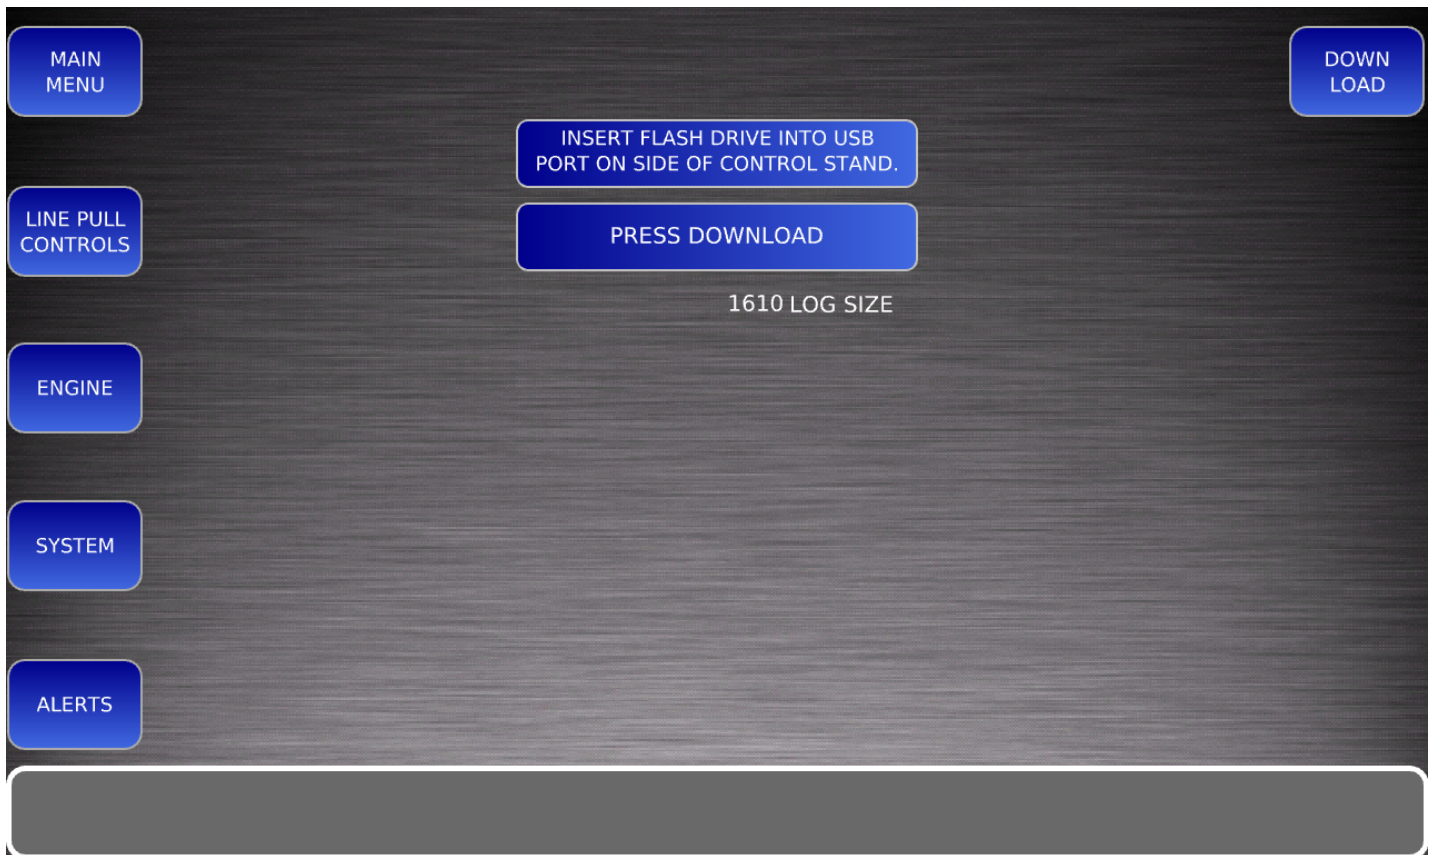 MAIN
MENU
DOWN
LOAD
INSERT FLASH DRIVE INTO USB
PORT ON SIDE OF CONTROL STAND.
LINE PULL
CONTROLS
PRESS DOWNLOAD
1610 LOG SIZE
ENGINE
SYSTEM
ALERTS